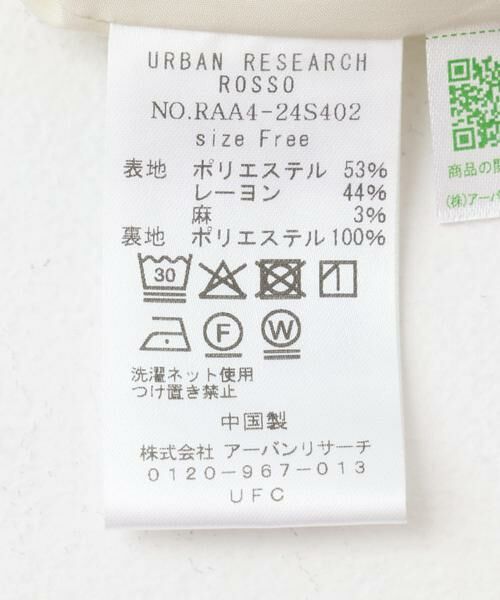 URBAN RESEARCH
ROSSO
NO.RAA4-24S402
size Free
表地 ポリエステル 53%
レーヨン 44%
麻 3%
裏地 ポリエステル 100%
30
F W
洗濯ネット使用
つけ置き禁止
中国製
株式会社 アーバンリサーチ
0120-967-013
UFC
商品の
(株)アー